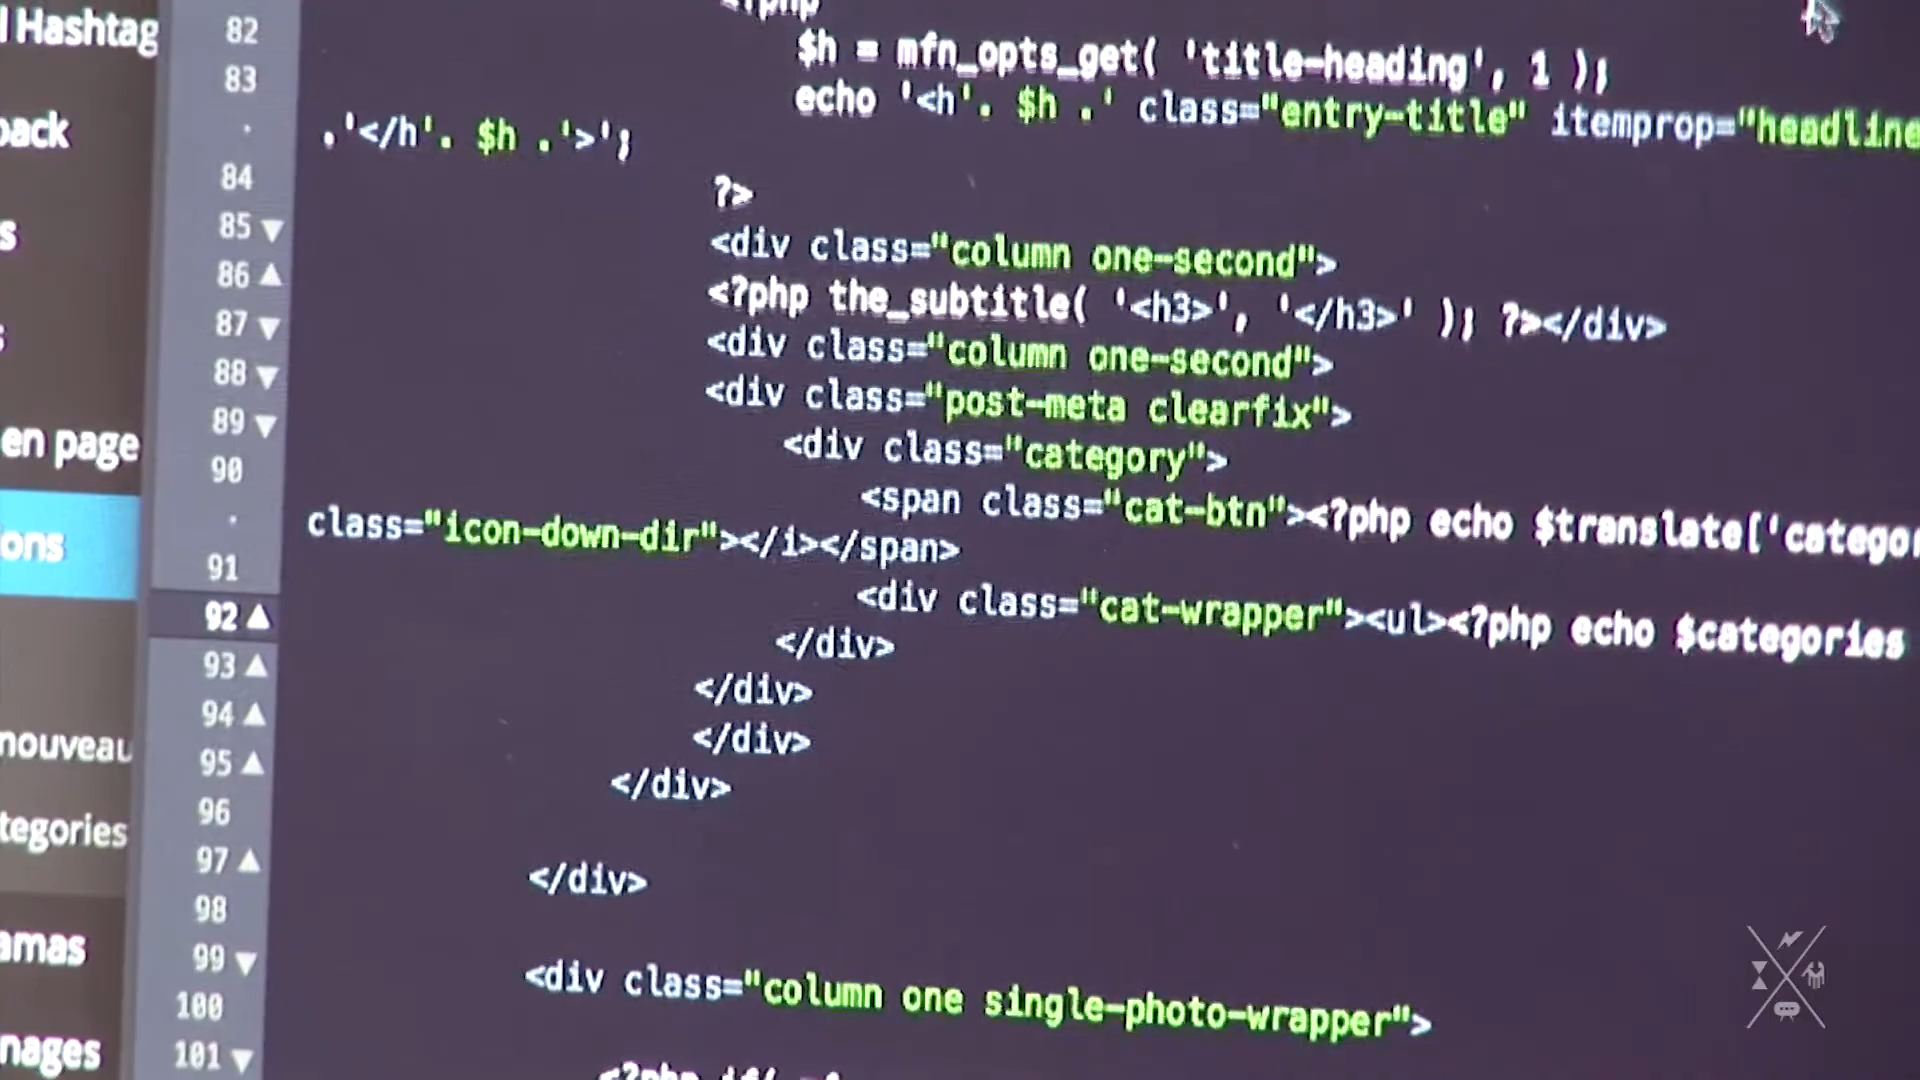 Hashtag
back
s
en page
ons
nouveau
tegories
amas
nages
82
83
84
85
86
87
88
89
90
91
92
93
94
95
96
97
98
99
100
101
$h = mfn_opts_get( 'title-heading', 1 );
echo '<h'. $h .' class="entry-title" itemprop="headline
.'</h'. $h .'>';
?>
<div class="column one-second">
<?php the_subtitle( '<h3>', '</h3>' ); ?></div>
<div class="column one-second">
<div class="post-meta clearfix">
<div class="category">
<span class="cat-btn"><?php echo $translate['categor
class="icon-down-dir"></i></span>
<div class="cat-wrapper"><ul><?php echo $categories
</div>
</div>
</div>
</div>
</div>
<div class="column one single-photo-wrapper">